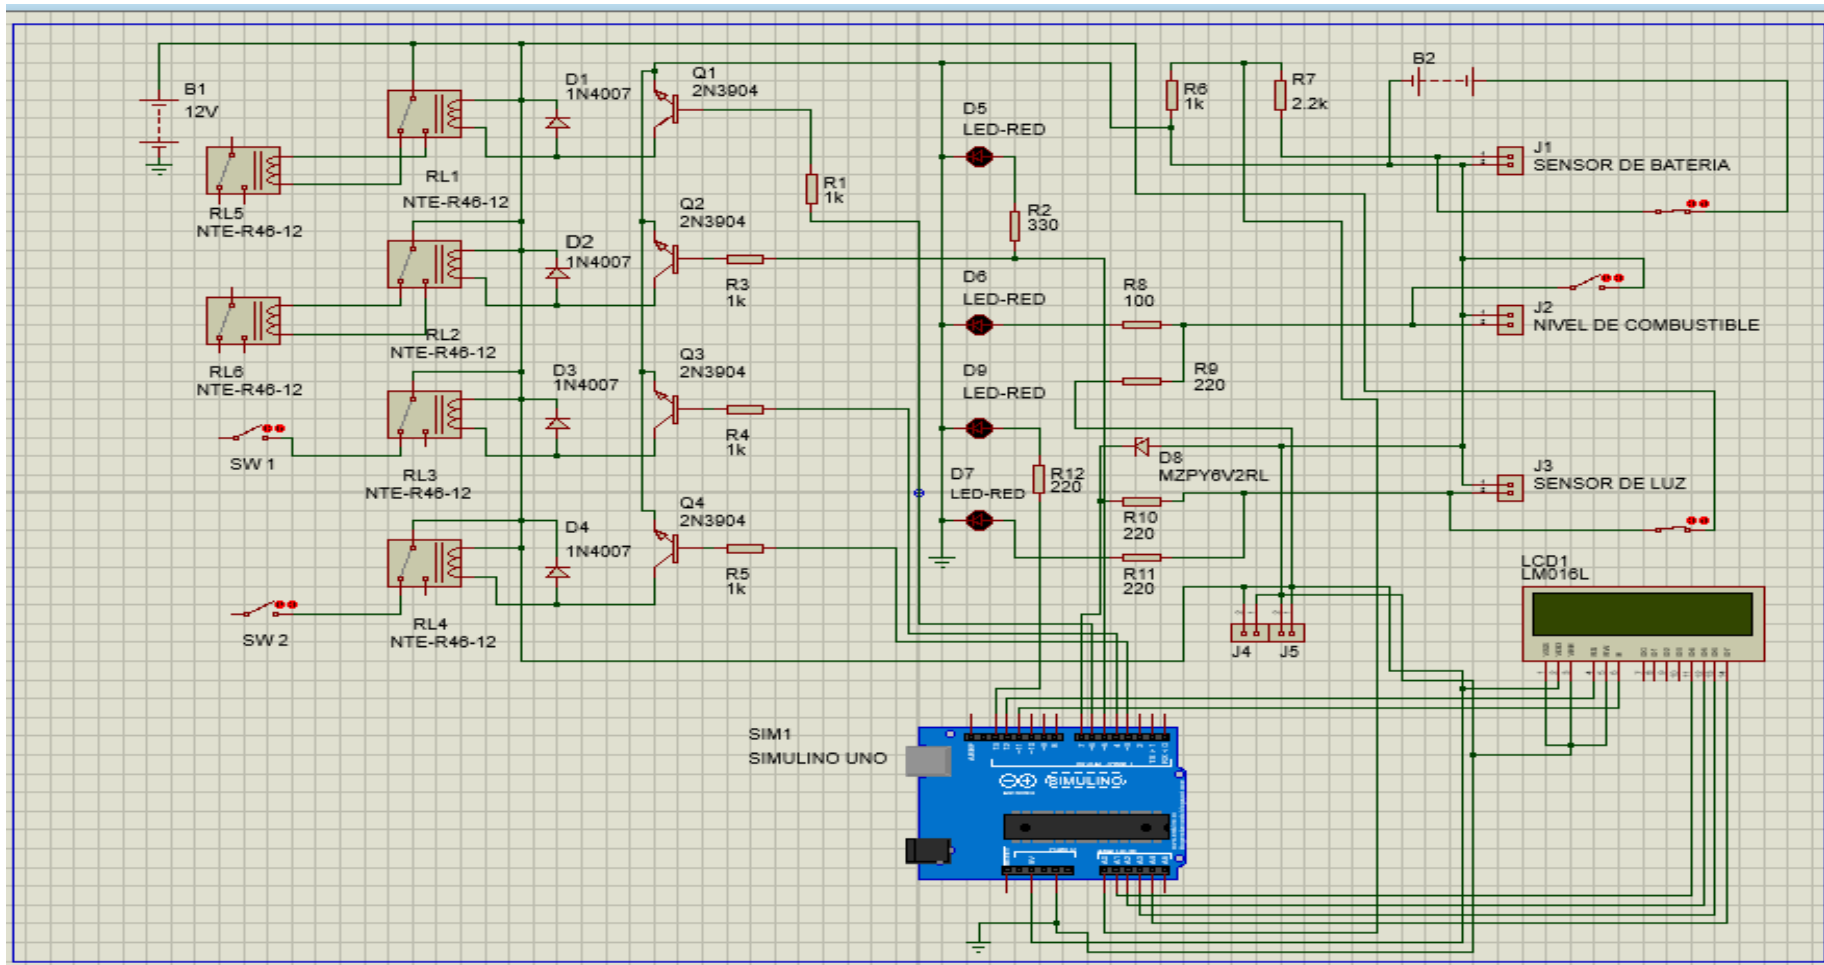 B1
12V
RL5
NTE-R46-12
RL1
NTE-R46-12
D1
1N4007
Q1
2N3904
R1
1k
D5
LED-RED
R2
330
R6
1k
R7
2.2k
B2
J1
SENSOR DE BATERIA
RL6
NTE-R46-12
RL2
NTE-R46-12
D2
1N4007
Q2
2N3904
R3
1k
D6
LED-RED
R8
100
J2
NIVEL DE COMBUSTIBLE
R9
220
SW 1
RL3
NTE-R46-12
D3
1N4007
Q3
2N3904
R4
1k
D9
LED-RED
R12
220
D8
MZPY6V2RL
J3
SENSOR DE LUZ
SW 2
RL4
NTE-R46-12
D4
1N4007
Q4
2N3904
R5
1k
D7
LED-RED
R10
220
R11
220
J4
J5
LCD1
LM016L
SIM1
SIMULINO UNO
SIMULINO